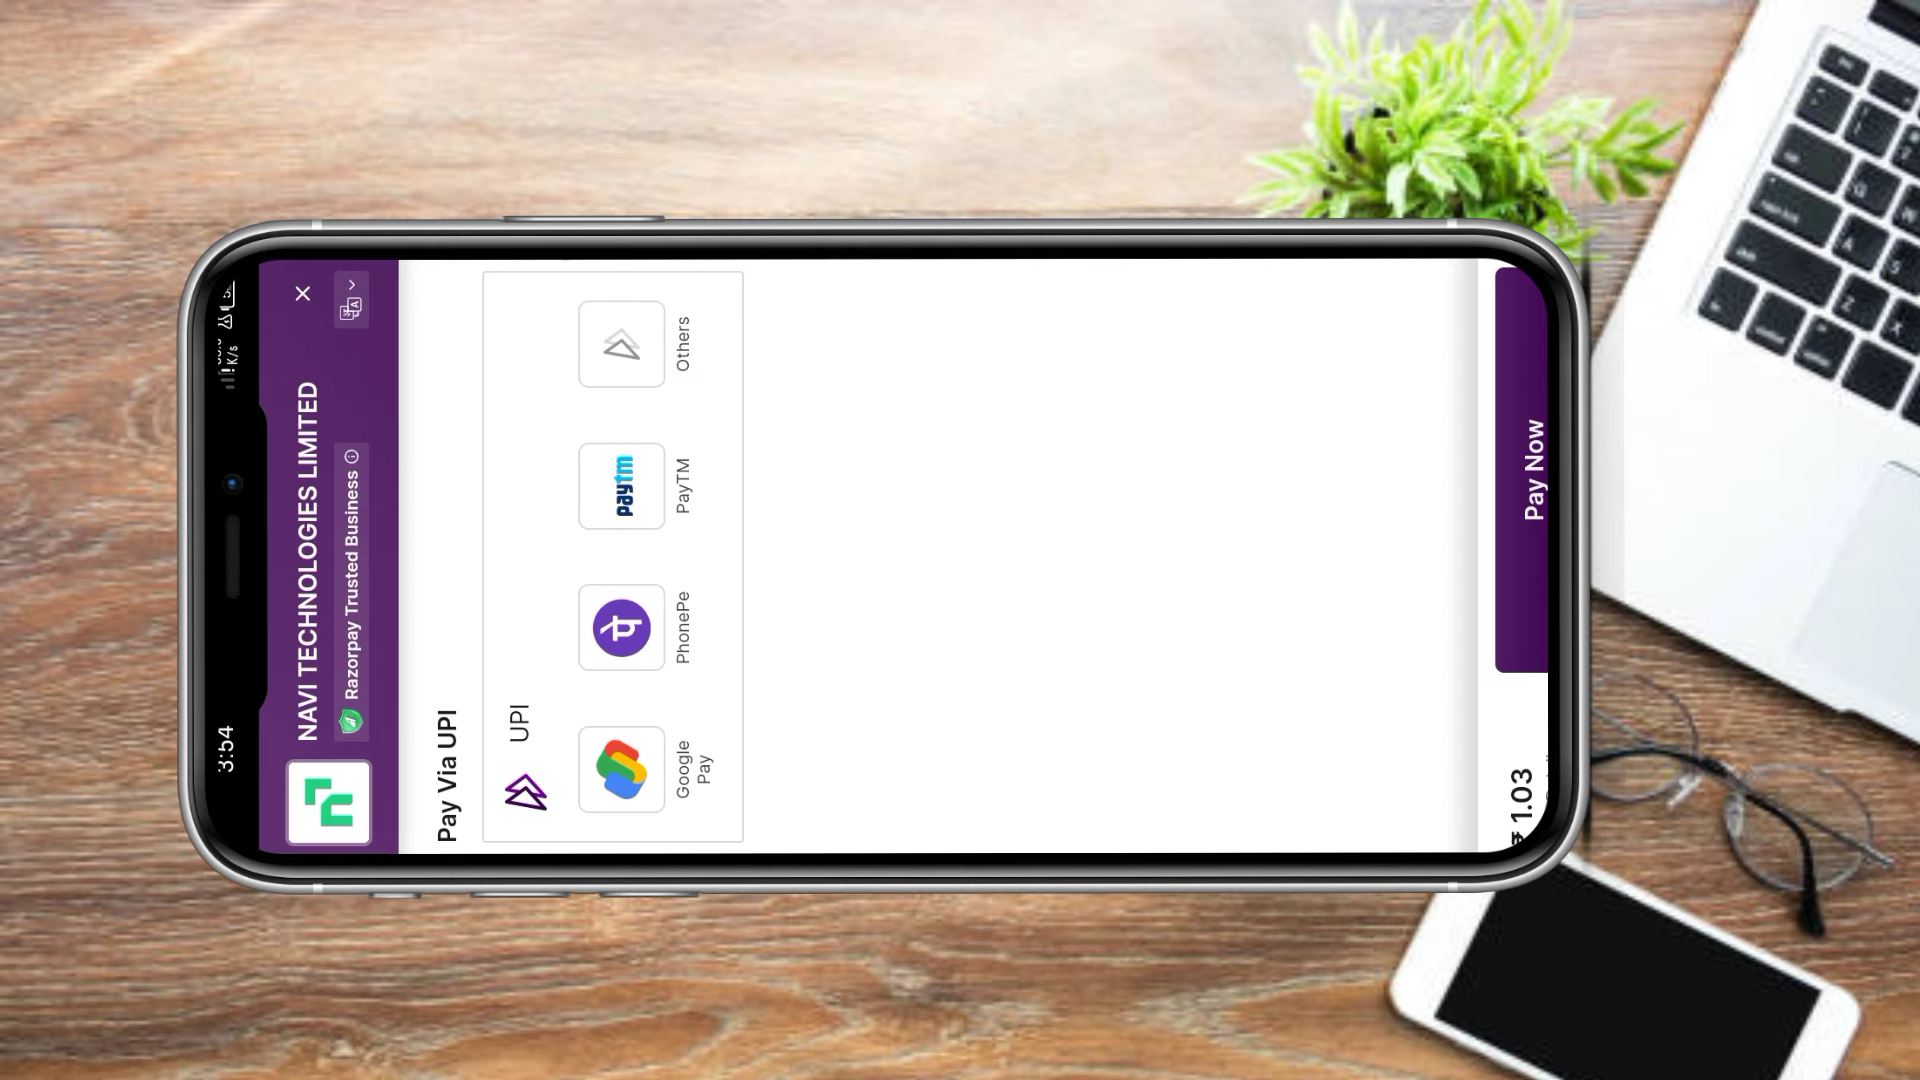 3:54
K/s
NAVI TECHNOLOGIES LIMITED
Razorpay Trusted Business
Pay Via UPI
UPI
Google
Pay
PhonePe
PayTM
Others
paytm
₹ 1.03
Pay Now